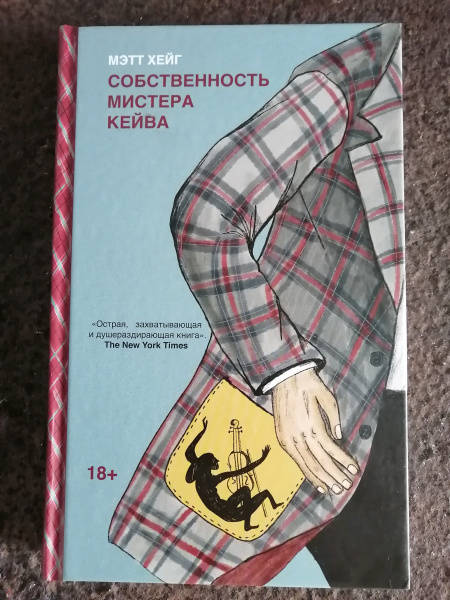 МЭТТ ХЕЙГ
СОБСТВЕННОСТЬ
МИСТЕРА
КЕЙВА
«Острая, захватывающая
и душераздирающая книга».
The New York Times
18+